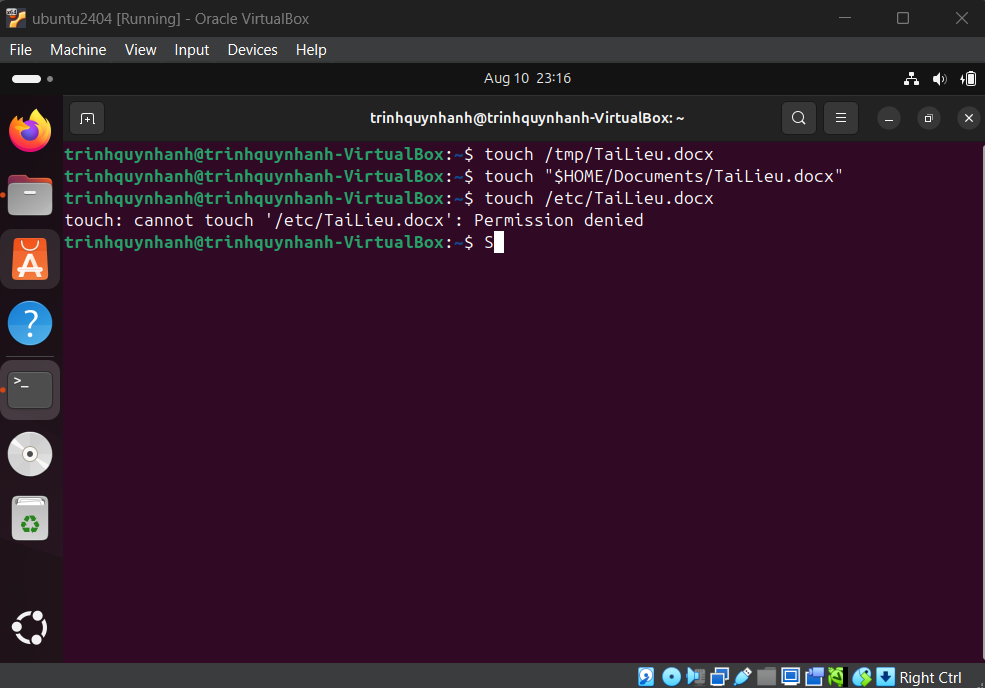 ubuntu2404 [Running] - Oracle VirtualBox
File Machine View Input Devices Help
Aug 10 23:16
trinhquynhanh@trinhquynhanh-VirtualBox: ~
trinhquynhanh@trinhquynhanh-VirtualBox:~$ touch /tmp/TaiLieu.docx
trinhquynhanh@trinhquynhanh-VirtualBox:~$ touch "$HOME/Documents/TaiLieu.docx"
trinhquynhanh@trinhquynhanh-VirtualBox:~$ touch /etc/TaiLieu.docx
touch: cannot touch '/etc/TaiLieu.docx': Permission denied
trinhquynhanh@trinhquynhanh-VirtualBox:~$ S
Right Ctrl